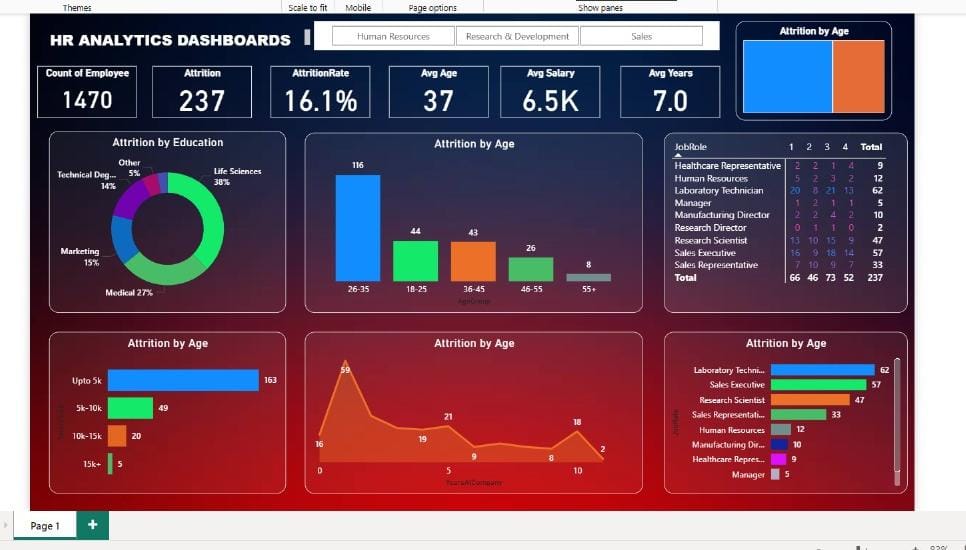 Themes
Scale to fit
Mobile
Page options
Show panes
HR ANALYTICS DASHBOARDS
Human Resources
Research & Development
Sales
Attrition by Age
Count of Employee
1470
Attrition
237
AttritionRate
16.1%
Avg Age
37
Avg Salary
6.5K
Avg Years
7.0
Attrition by Education
Other
5%
Life Sciences
38%
Technical Deg...
14%
Marketing
15%
Medical 27%
Attrition by Age
116
44
43
26
8
26-35
18-25
36-45
46-55
55+
AgeGroup
JobRole 1 2 3 4 Total
Healthcare Representative 2 2 1 4 9
Human Resources 5 2 3 2 12
Laboratory Technician 20 8 21 13 62
Manager 1 2 1 1 5
Manufacturing Director 2 2 4 2 10
Research Director 0 1 1 0 2
Research Scientist 13 10 15 9 47
Sales Executive 16 9 18 14 57
Sales Representative 7 10 9 7 33
Total 66 46 73 52 237
Attrition by Age
Upto 5k 163
5k-10k 49
10k-15k 20
15k+ 5
Attrition by Age
59
16
19
21
9
8
18
2
0
5
10
YearsAtCompany
Attrition by Age
JobRole
Laboratory Techni... 62
Sales Executive 57
Research Scientist 47
Sales Representati... 33
Human Resources 12
Manufacturing Dir... 10
Healthcare Repres... 9
Manager 5
Page 1
+